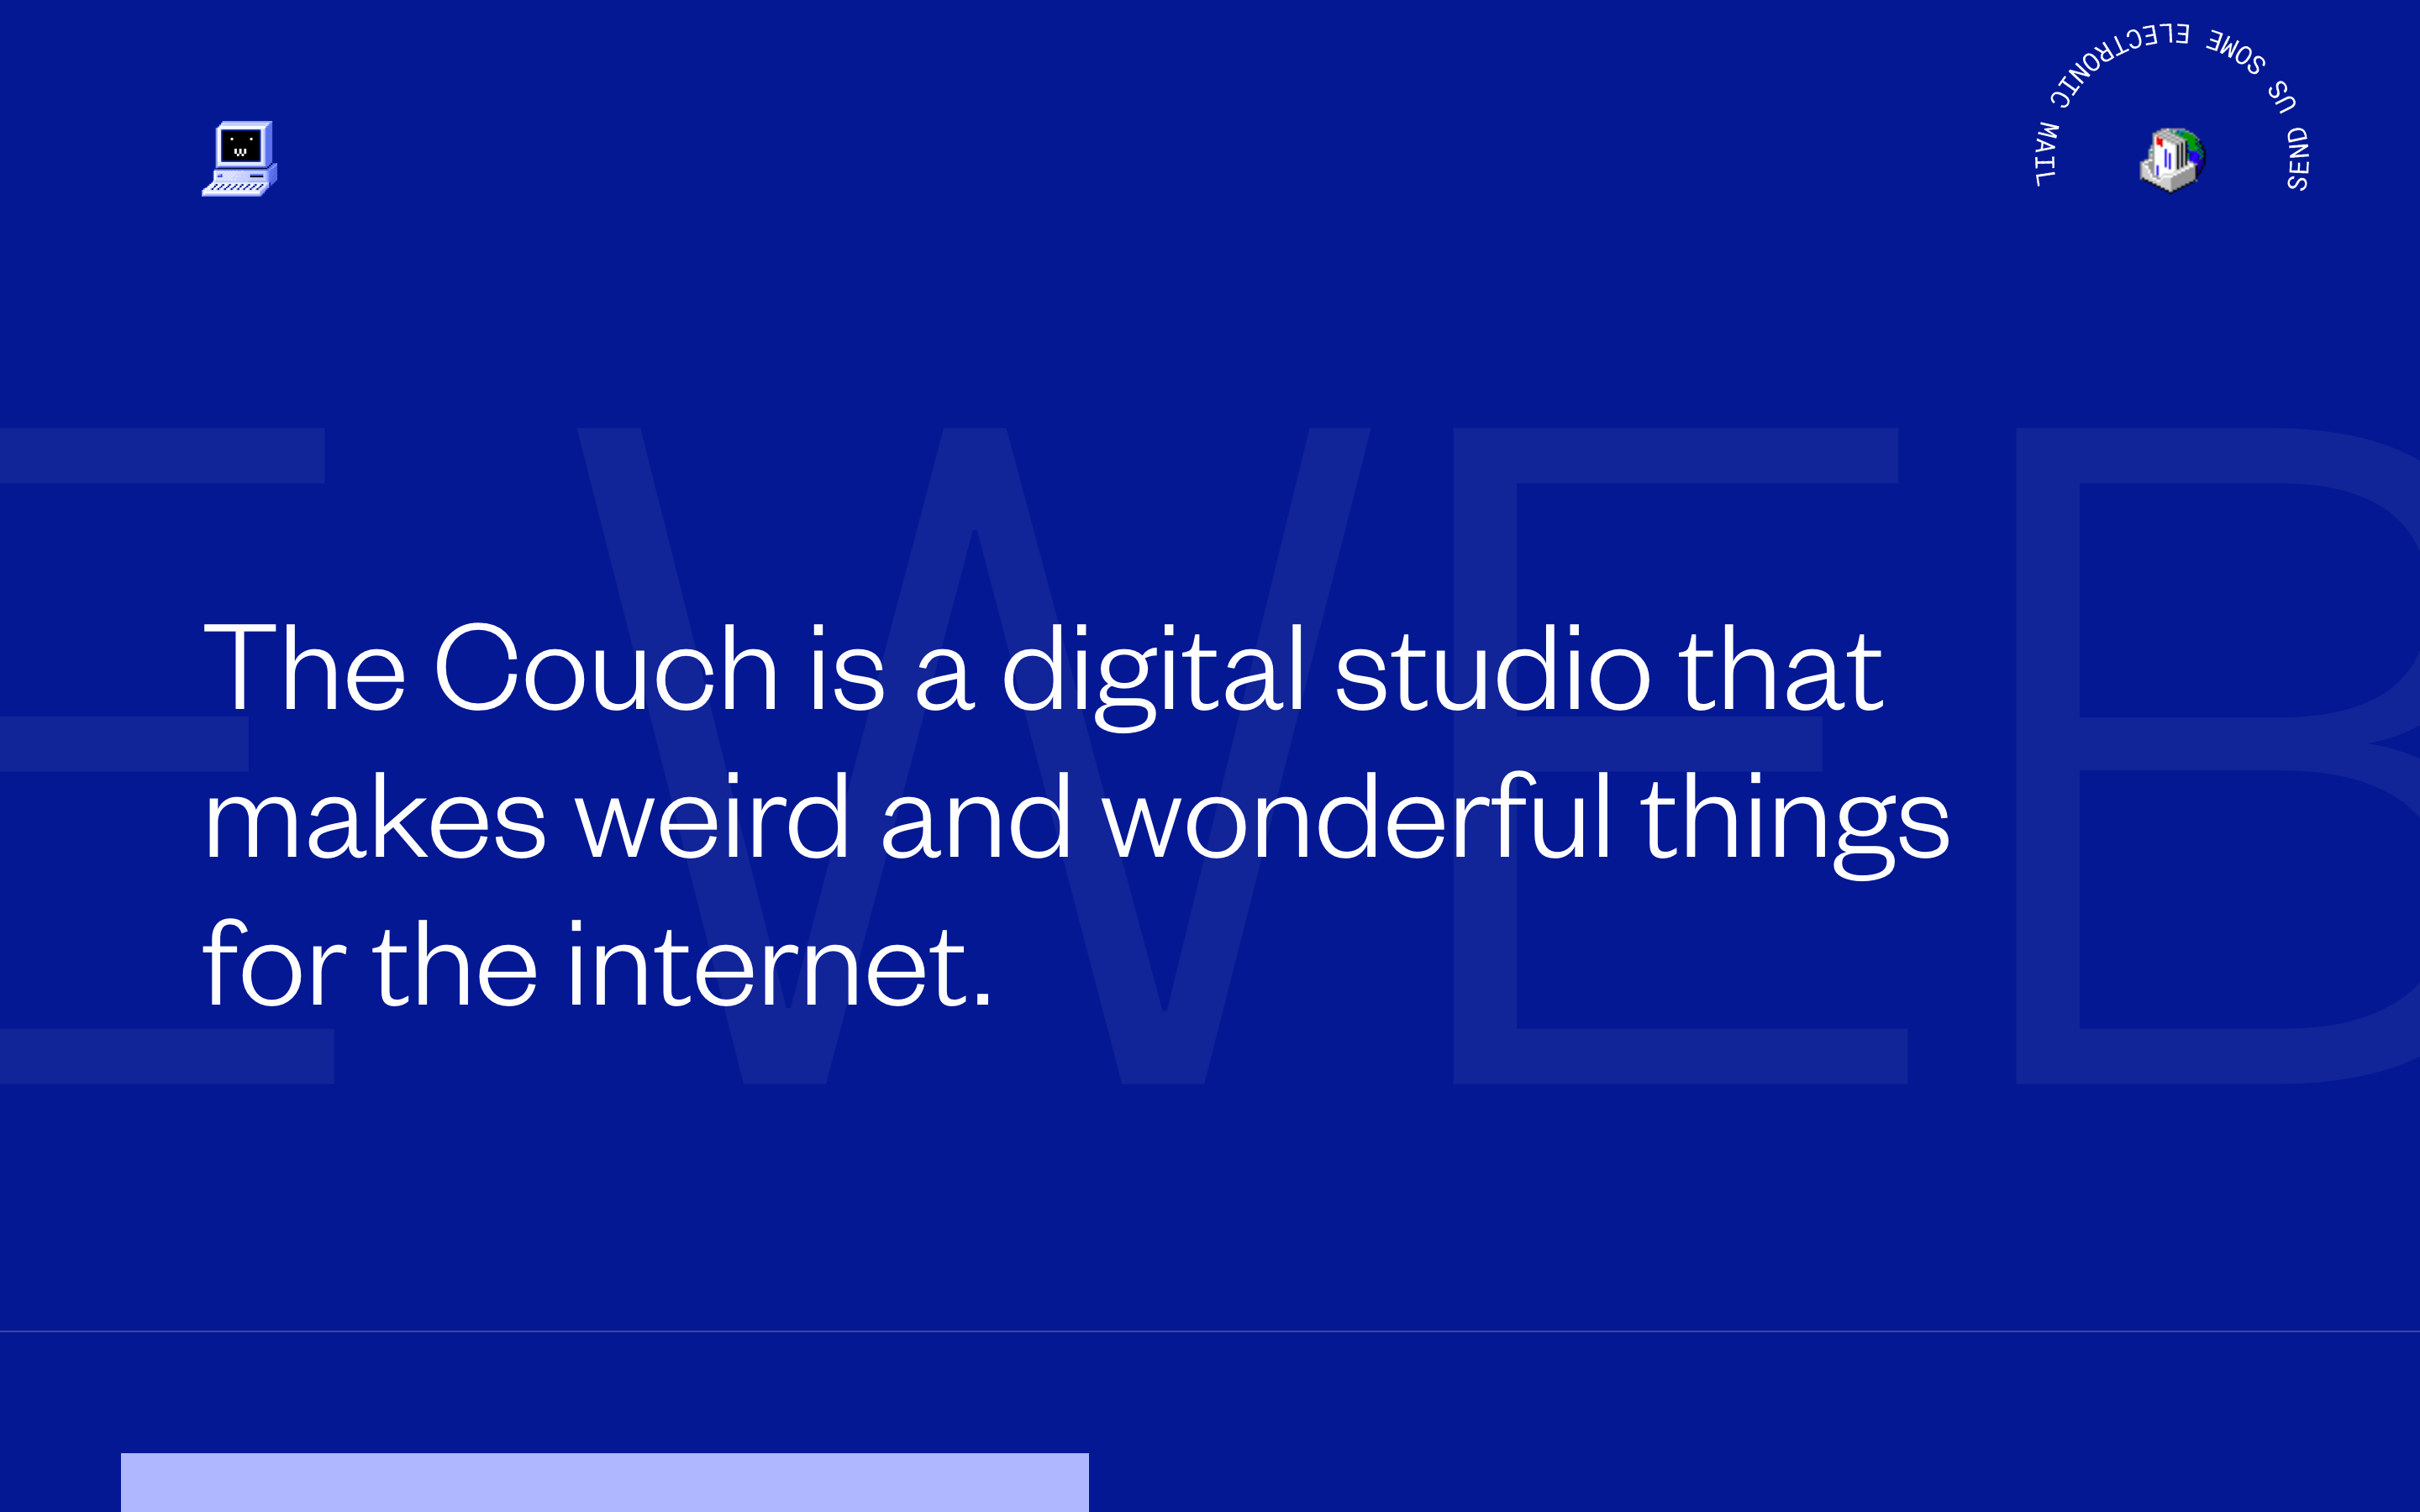 SEND US SOME ELECTRONIC MAIL
E WEB
The Couch is a digital studio that
makes weird and wonderful things
for the internet.